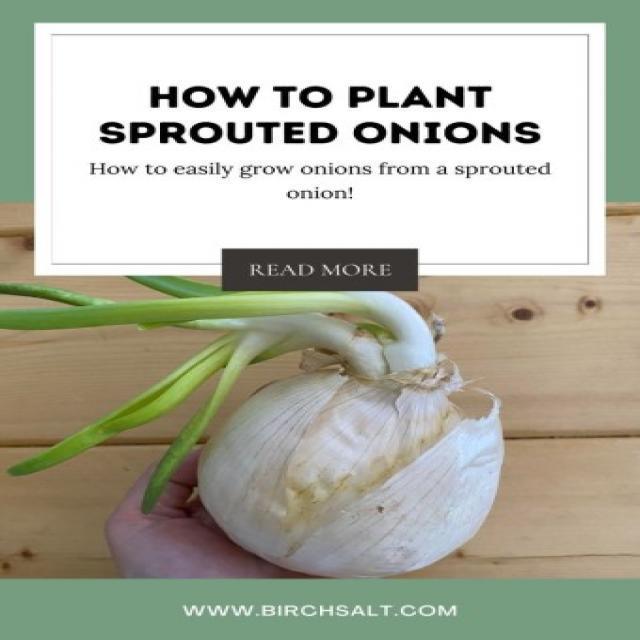 HOW TO PLANT
SPROUTED ONIONS
How to easily grow onions from a sprouted
onion!
READ MORE
WWW.BIRCHSALT.COM